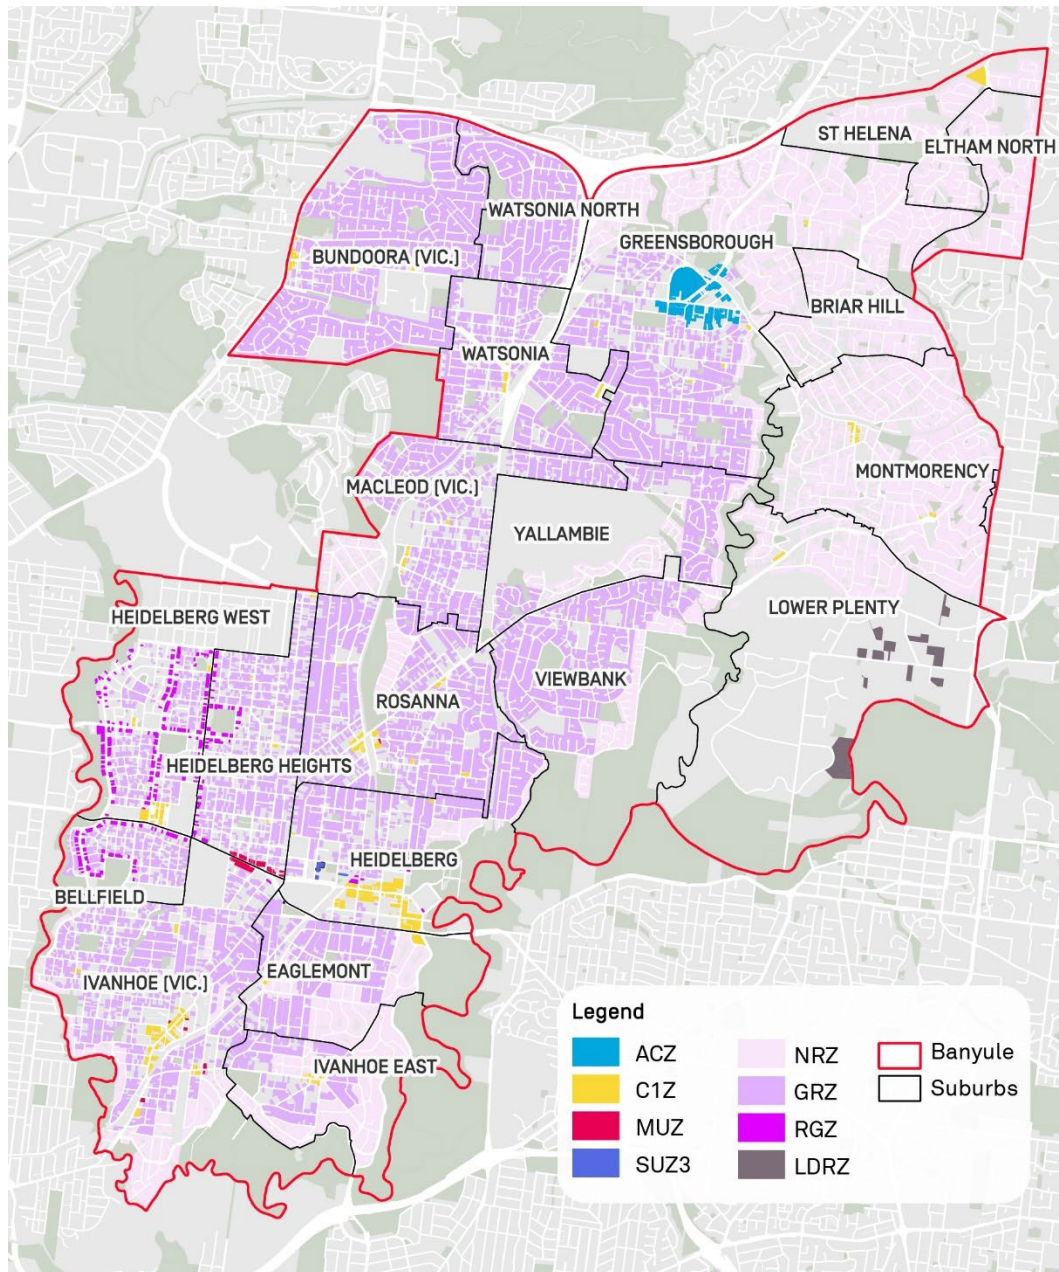 ST HELENA
ELTHAM NORTH
WATSONIA NORTH
GREENSBOROUGH
BUNDOORA (VIC.)
BRIAR HILL
WATSONIA
MONTMORENCY
MACLEOD (VIC.)
YALLAMBIE
LOWER PLENTY
HEIDELBERG WEST
VIEWBANK
ROSANNA
HEIDELBERG HEIGHTS
HEIDELBERG
BELLFIELD
EAGLEMONT
IVANHOE (VIC.)
IVANHOE EAST
Legend
ACZ
C1Z
MUZ
SUZ3
NRZ
GRZ
RGZ
LDRZ
Banyule
Suburbs